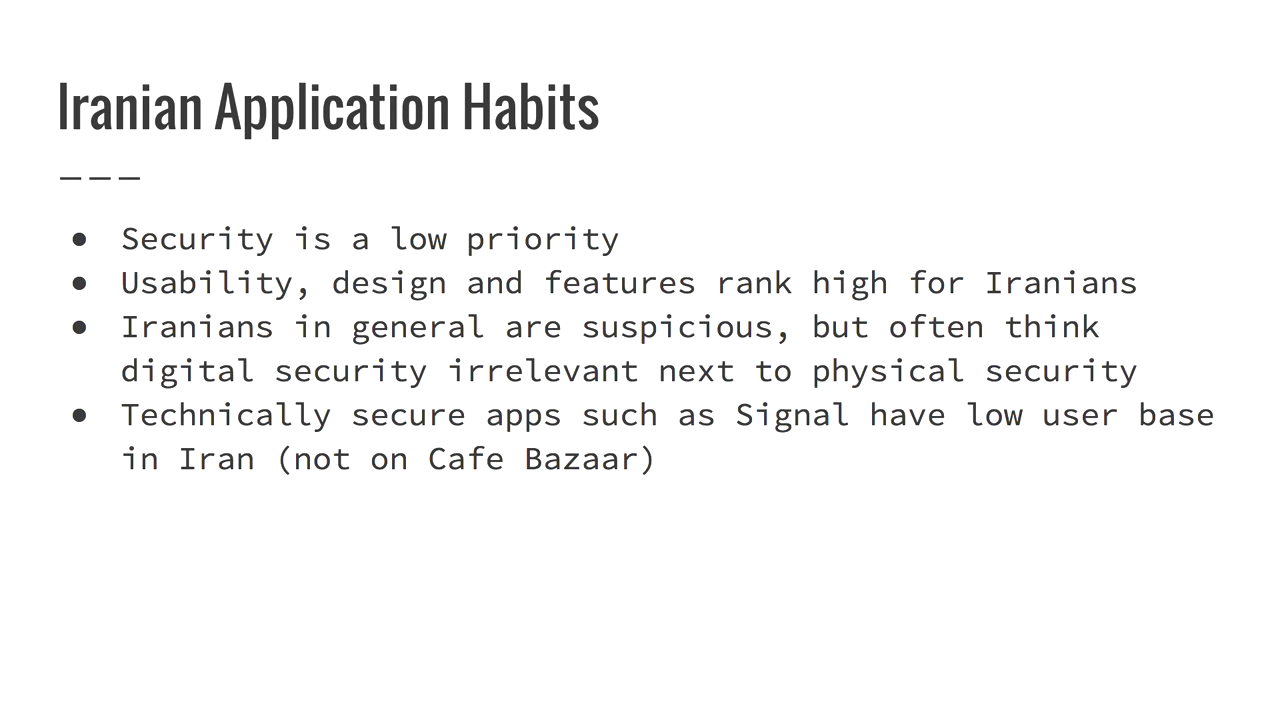 Iranian Application Habits
● Security is a low priority
● Usability, design and features rank high for Iranians
● Iranians in general are suspicious, but often think
digital security irrelevant next to physical security
● Technically secure apps such as Signal have low user base
in Iran (not on Cafe Bazaar)